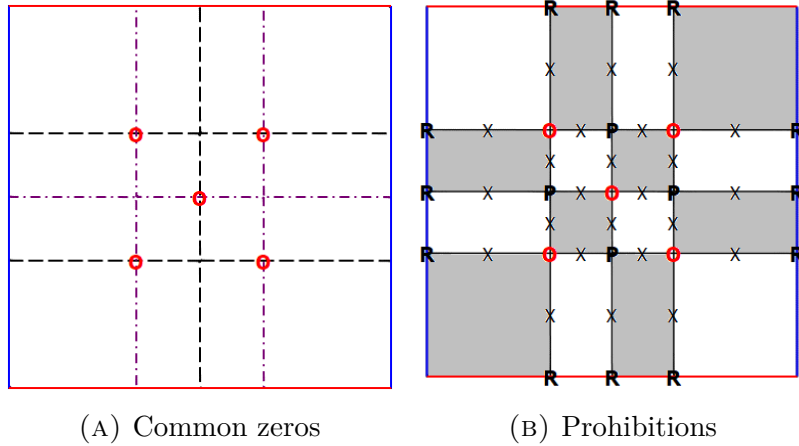 O O
O
O O
(A) Common zeros
R R R
X X X
R X O X P X O X R
X X X
R X P X O X P X R
X X X
R X O X P X O X R
X X X
R R R
(B) Prohibitions